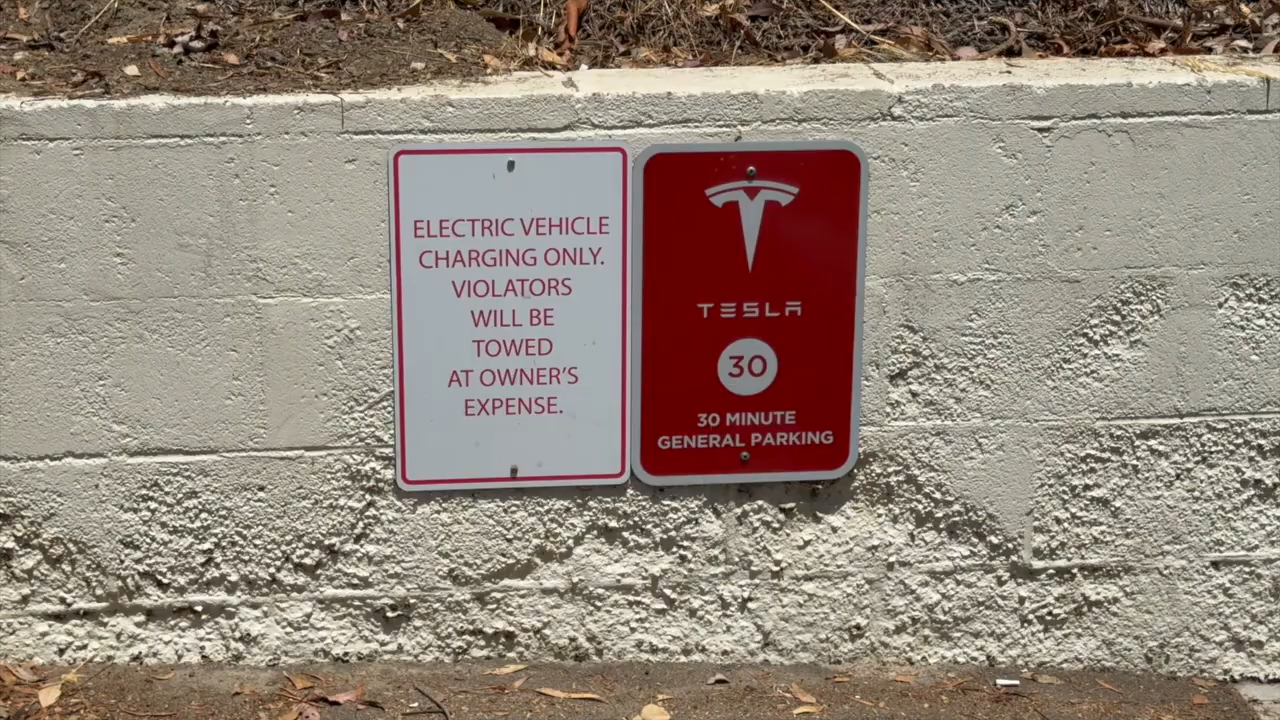 ELECTRIC VEHICLE
CHARGING ONLY.
VIOLATORS
WILL BE
TOWED
AT OWNER'S
EXPENSE.
TESLA
30
30 MINUTE
GENERAL PARKING